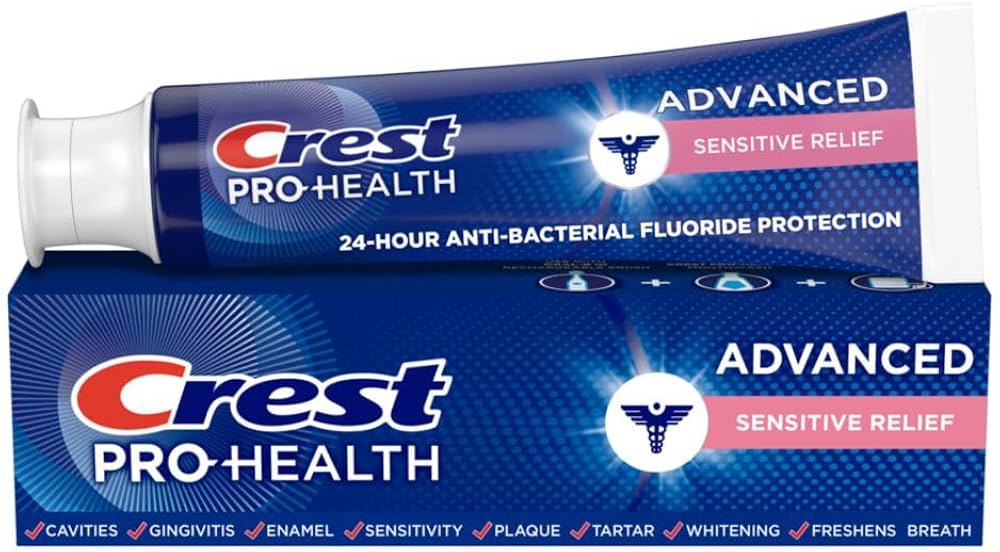 ADVANCED
Crest
SENSITIVE RELIEF
PRO-HEALTH
24-HOUR ANTI-BACTERIAL FLUORIDE PROTECTION
+ +
ADVANCED
Crest
SENSITIVE RELIEF
PRO-HEALTH
CAVITIES GINGIVITIS ENAMEL SENSITIVITY PLAQUE TARTAR WHITENING FRESHENS BREATH